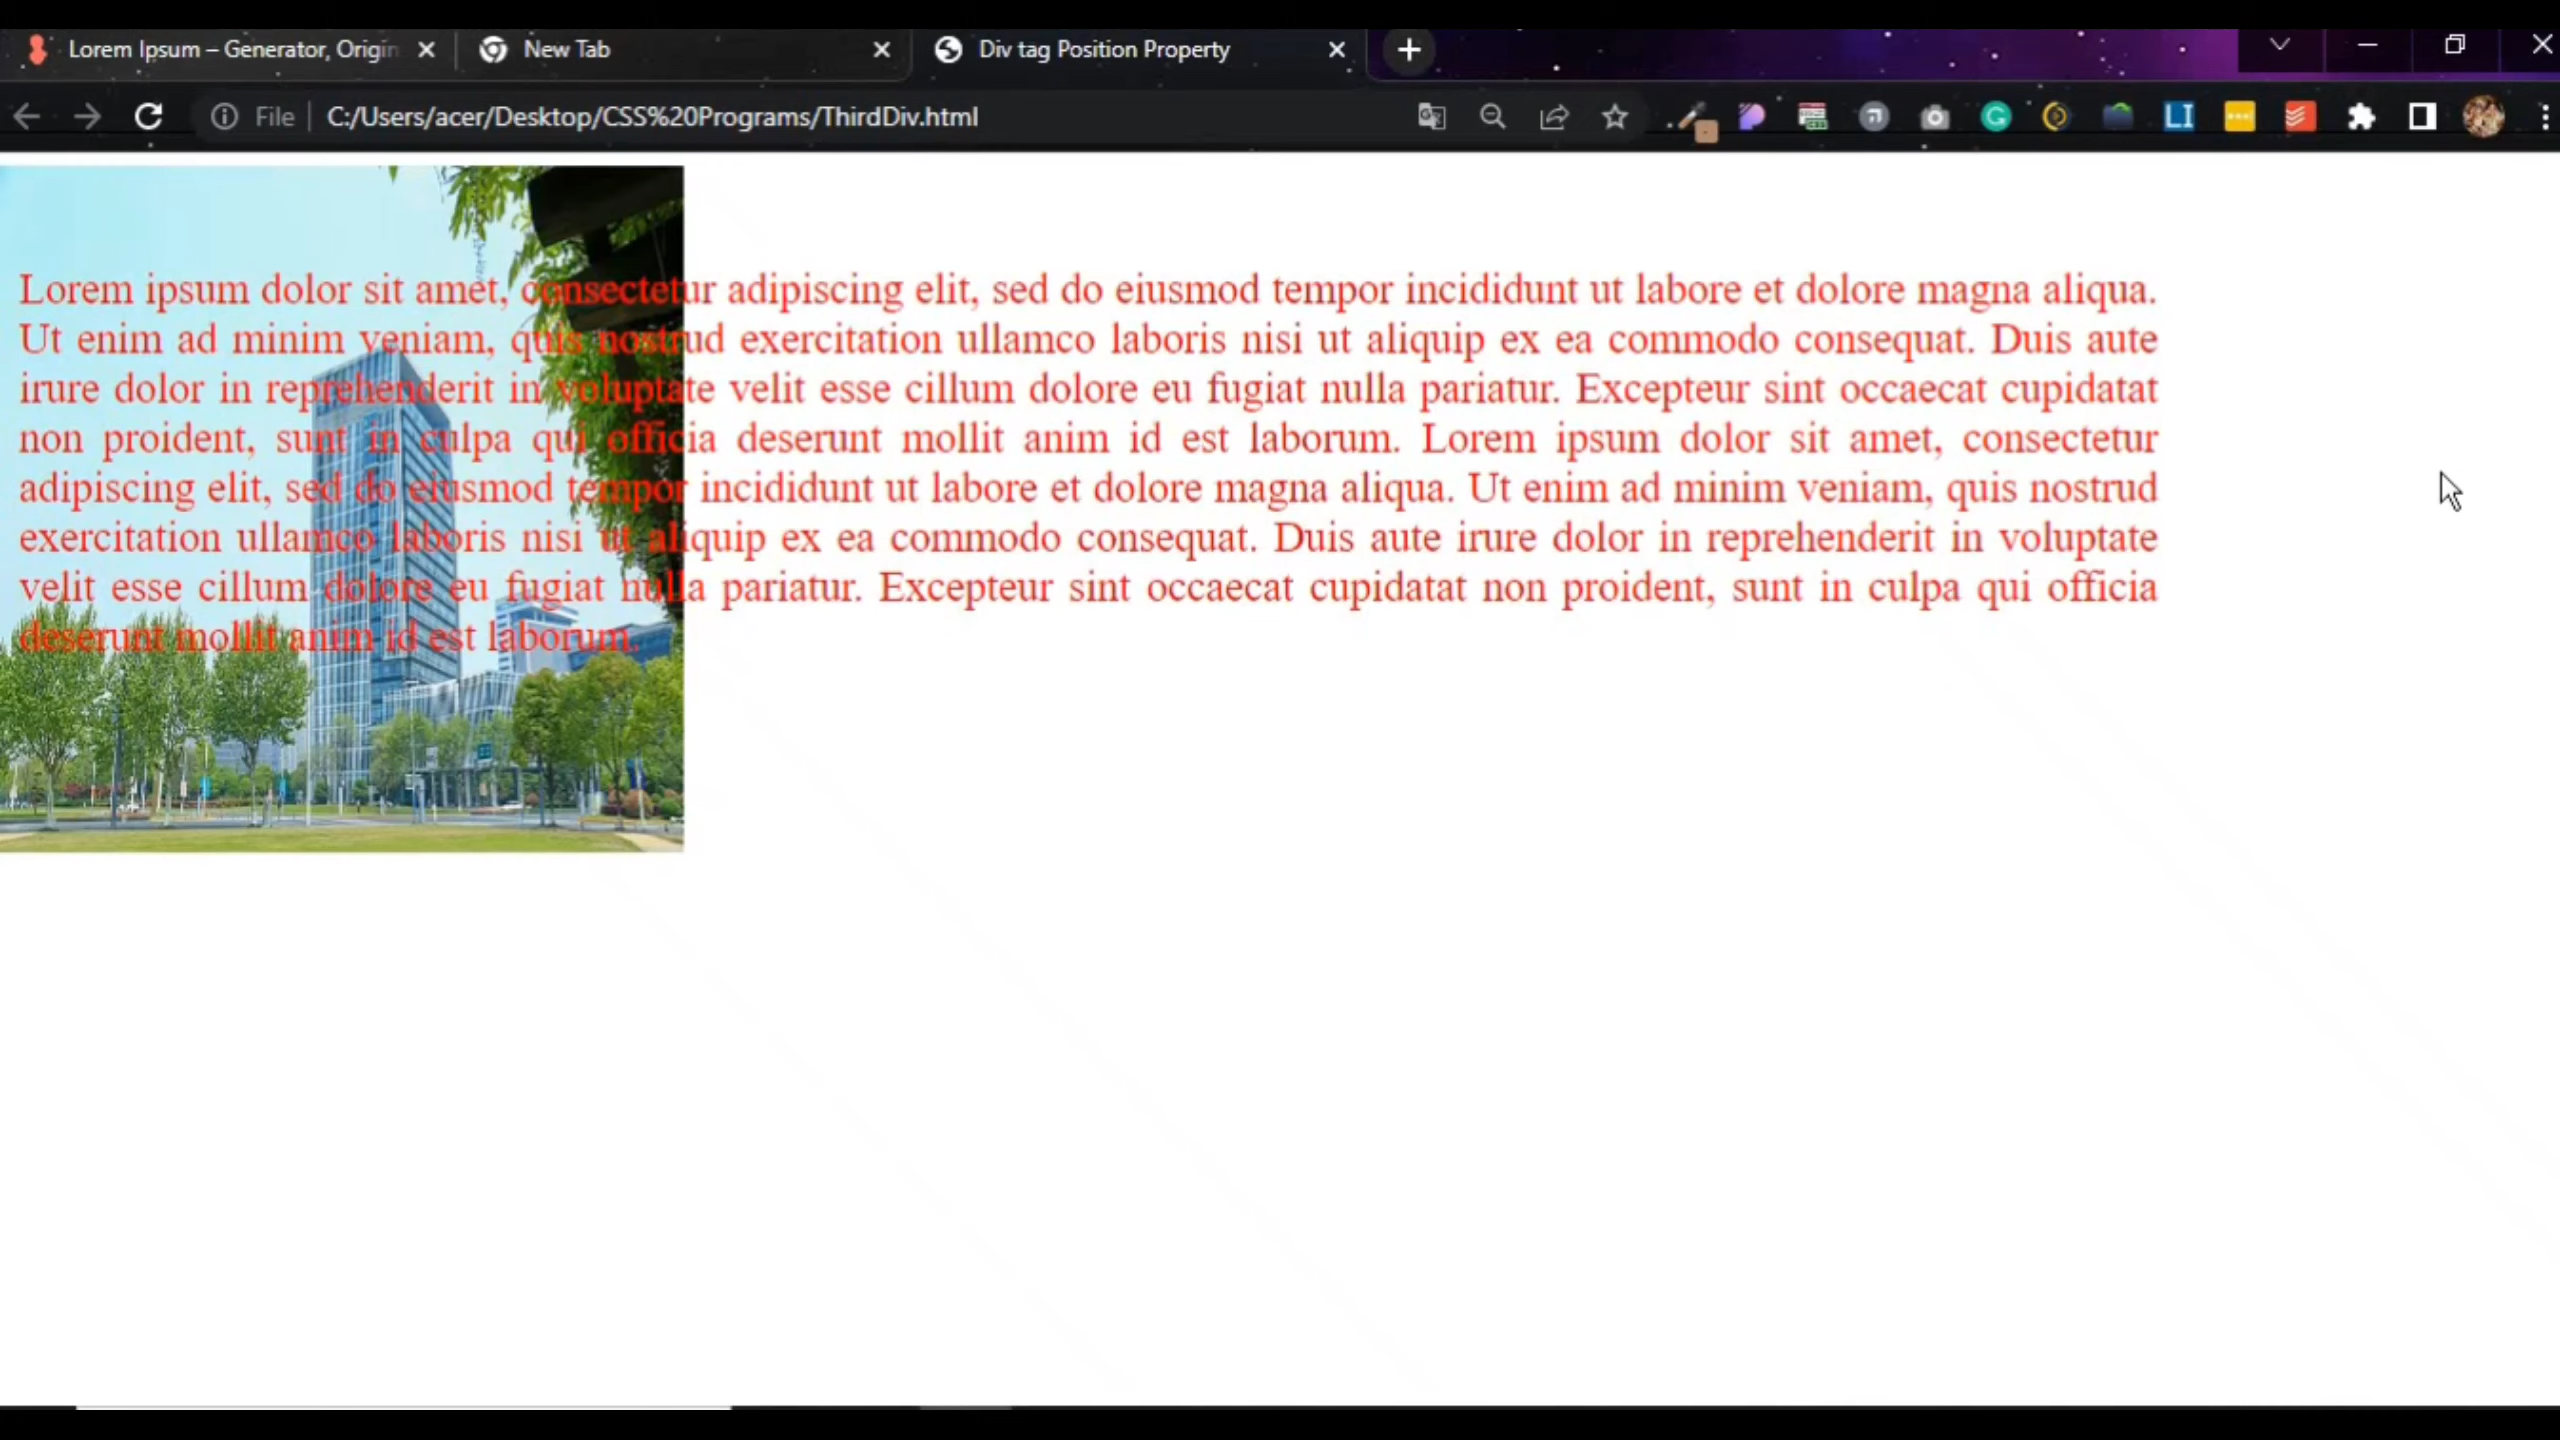 Lorem Ipsum – Generator, Origin
New Tab
Div tag Position Property
File
C:/Users/acer/Desktop/CSS%20Programs/ThirdDiv.html
LI
Lorem ipsum dolor sit amet, consectetur adipiscing elit, sed do eiusmod tempor incididunt ut labore et dolore magna aliqua.
Ut enim ad minim veniam, quis nostrud exercitation ullamco laboris nisi ut aliquip ex ea commodo consequat. Duis aute
irure dolor in reprehenderit in voluptate velit esse cillum dolore eu fugiat nulla pariatur. Excepteur sint occaecat cupidatat
non proident, sunt in culpa qui officia deserunt mollit anim id est laborum. Lorem ipsum dolor sit amet, consectetur
adipiscing elit, sed do eiusmod tempor incididunt ut labore et dolore magna aliqua. Ut enim ad minim veniam, quis nostrud
exercitation ullamco laboris nisi ut aliquip ex ea commodo consequat. Duis aute irure dolor in reprehenderit in voluptate
velit esse cillum dolore eu fugiat nulla pariatur. Excepteur sint occaecat cupidatat non proident, sunt in culpa qui officia
deserunt mollit anim id est laborum.